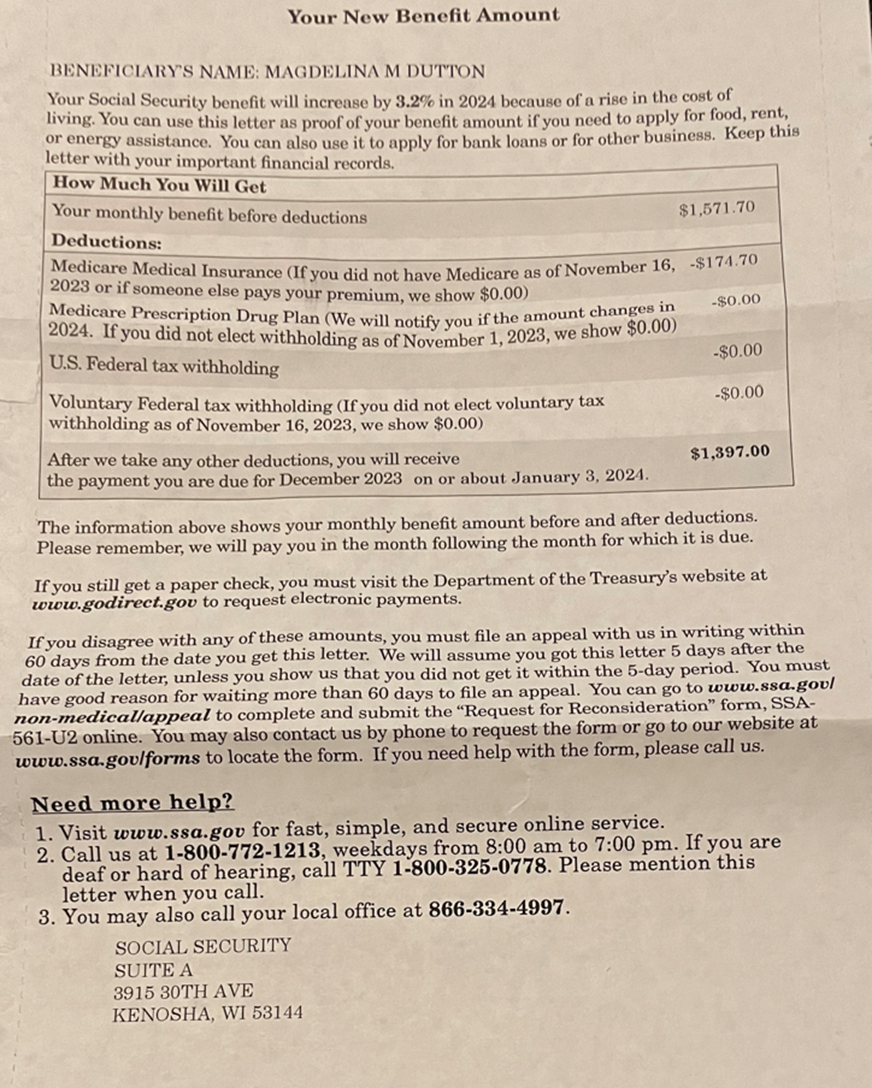 Your New Benefit Amount
BENEFICIARY'S NAME: MAGDELINA M DUTTON
Your Social Security benefit will increase by 3.2% in 2024 because of a rise in the cost of
living. You can use this letter as proof of your benefit amount if you need to apply for food, rent,
or energy assistance. You can also use it to apply for bank loans or for other business. Keep this
letter with your important financial records.
How Much You Will Get
Your monthly benefit before deductions $1,571.70
Deductions:
Medicare Medical Insurance (If you did not have Medicare as of November 16, -$174.70
2023 or if someone else pays your premium, we show $0.00)
Medicare Prescription Drug Plan (We will notify you if the amount changes in -$0.00
2024. If you did not elect withholding as of November 1, 2023, we show $0.00)
U.S. Federal tax withholding -$0.00
Voluntary Federal tax withholding (If you did not elect voluntary tax -$0.00
withholding as of November 16, 2023, we show $0.00)
After we take any other deductions, you will receive $1,397.00
the payment you are due for December 2023 on or about January 3, 2024.
The information above shows your monthly benefit amount before and after deductions.
Please remember, we will pay you in the month following the month for which it is due.
If you still get a paper check, you must visit the Department of the Treasury's website at
www.godirect.gov to request electronic payments.
If you disagree with any of these amounts, you must file an appeal with us in writing within
60 days from the date you get this letter. We will assume you got this letter 5 days after the
date of the letter, unless you show us that you did not get it within the 5-day period. You must
have good reason for waiting more than 60 days to file an appeal. You can go to www.ssa.gov/
non-medical/appeal to complete and submit the “Request for Reconsideration” form, SSA-
561-U2 online. You may also contact us by phone to request the form or go to our website at
www.ssa.gov/forms to locate the form. If you need help with the form, please call us.
Need more help?
1. Visit www.ssa.gov for fast, simple, and secure online service.
2. Call us at 1-800-772-1213, weekdays from 8:00 am to 7:00 pm. If you are
deaf or hard of hearing, call TTY 1-800-325-0778. Please mention this
letter when you call.
3. You may also call your local office at 866-334-4997.
SOCIAL SECURITY
SUITE A
3915 30TH AVE
KENOSHA, WI 53144